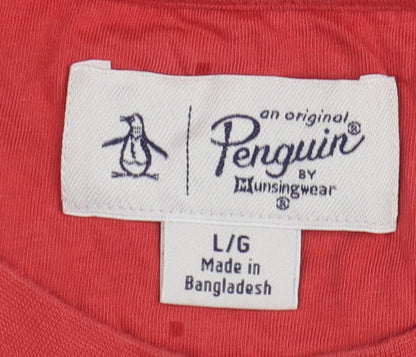 an original
Penguin®
BY
Munsingwear
®
L/G
Made in
Bangladesh